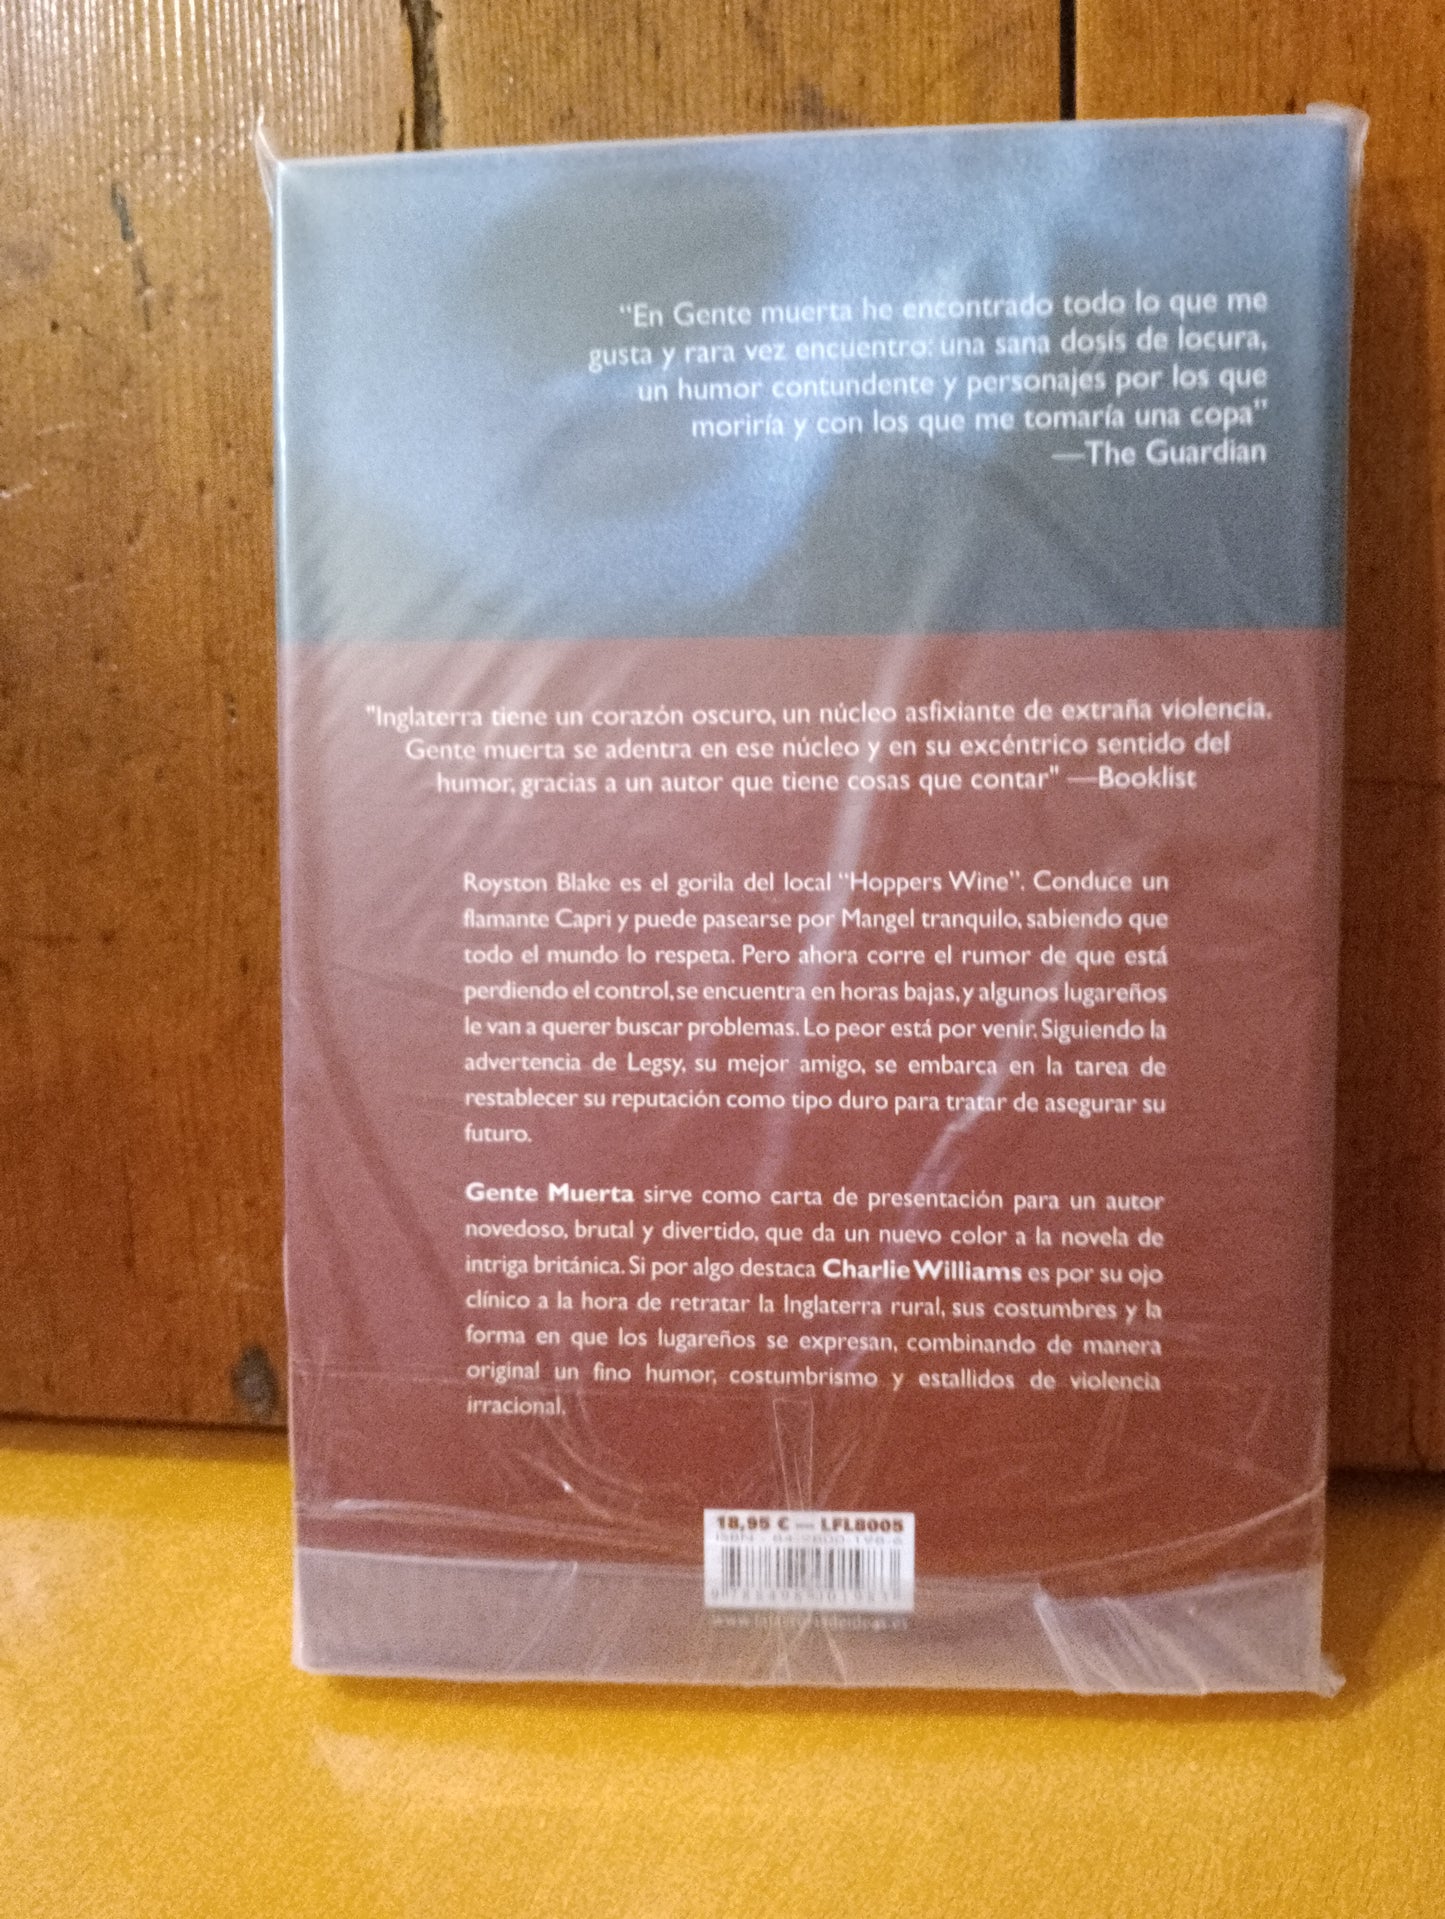 "En Gente muerta he encontrado todo lo que me
gusta y rara vez encuentro: una sana dosis de locura,
un humor contundente y personajes por los que
moriría y con los que me tomaría una copa"
—The Guardian
"Inglaterra tiene un corazón oscuro, un núcleo asfixiante de extraña violencia.
Gente muerta se adentra en ese núcleo y en su excéntrico sentido del
humor, gracias a un autor que tiene cosas que contar" —Booklist
Royston Blake es el gorila del local "Hoppers Wine". Conduce un
flamante Capri y puede pasearse por Mangel tranquilo, sabiendo que
todo el mundo lo respeta. Pero ahora corre el rumor de que está
perdiendo el control, se encuentra en horas bajas, y algunos lugareños
le van a querer buscar problemas. Lo peor está por venir. Siguiendo la
advertencia de Legsy, su mejor amigo, se embarca en la tarea de
restablecer su reputación como tipo duro para tratar de asegurar su
futuro.
Gente Muerta sirve como carta de presentación para un autor
novedoso, brutal y divertido, que da un nuevo color a la novela de
intriga británica. Si por algo destaca Charlie Williams es por su ojo
clínico a la hora de retratar la Inglaterra rural, sus costumbres y la
forma en que los lugareños se expresan, combinando de manera
original un fino humor, costumbrismo y estallidos de violencia
irracional.
18,95 € — LFL8005